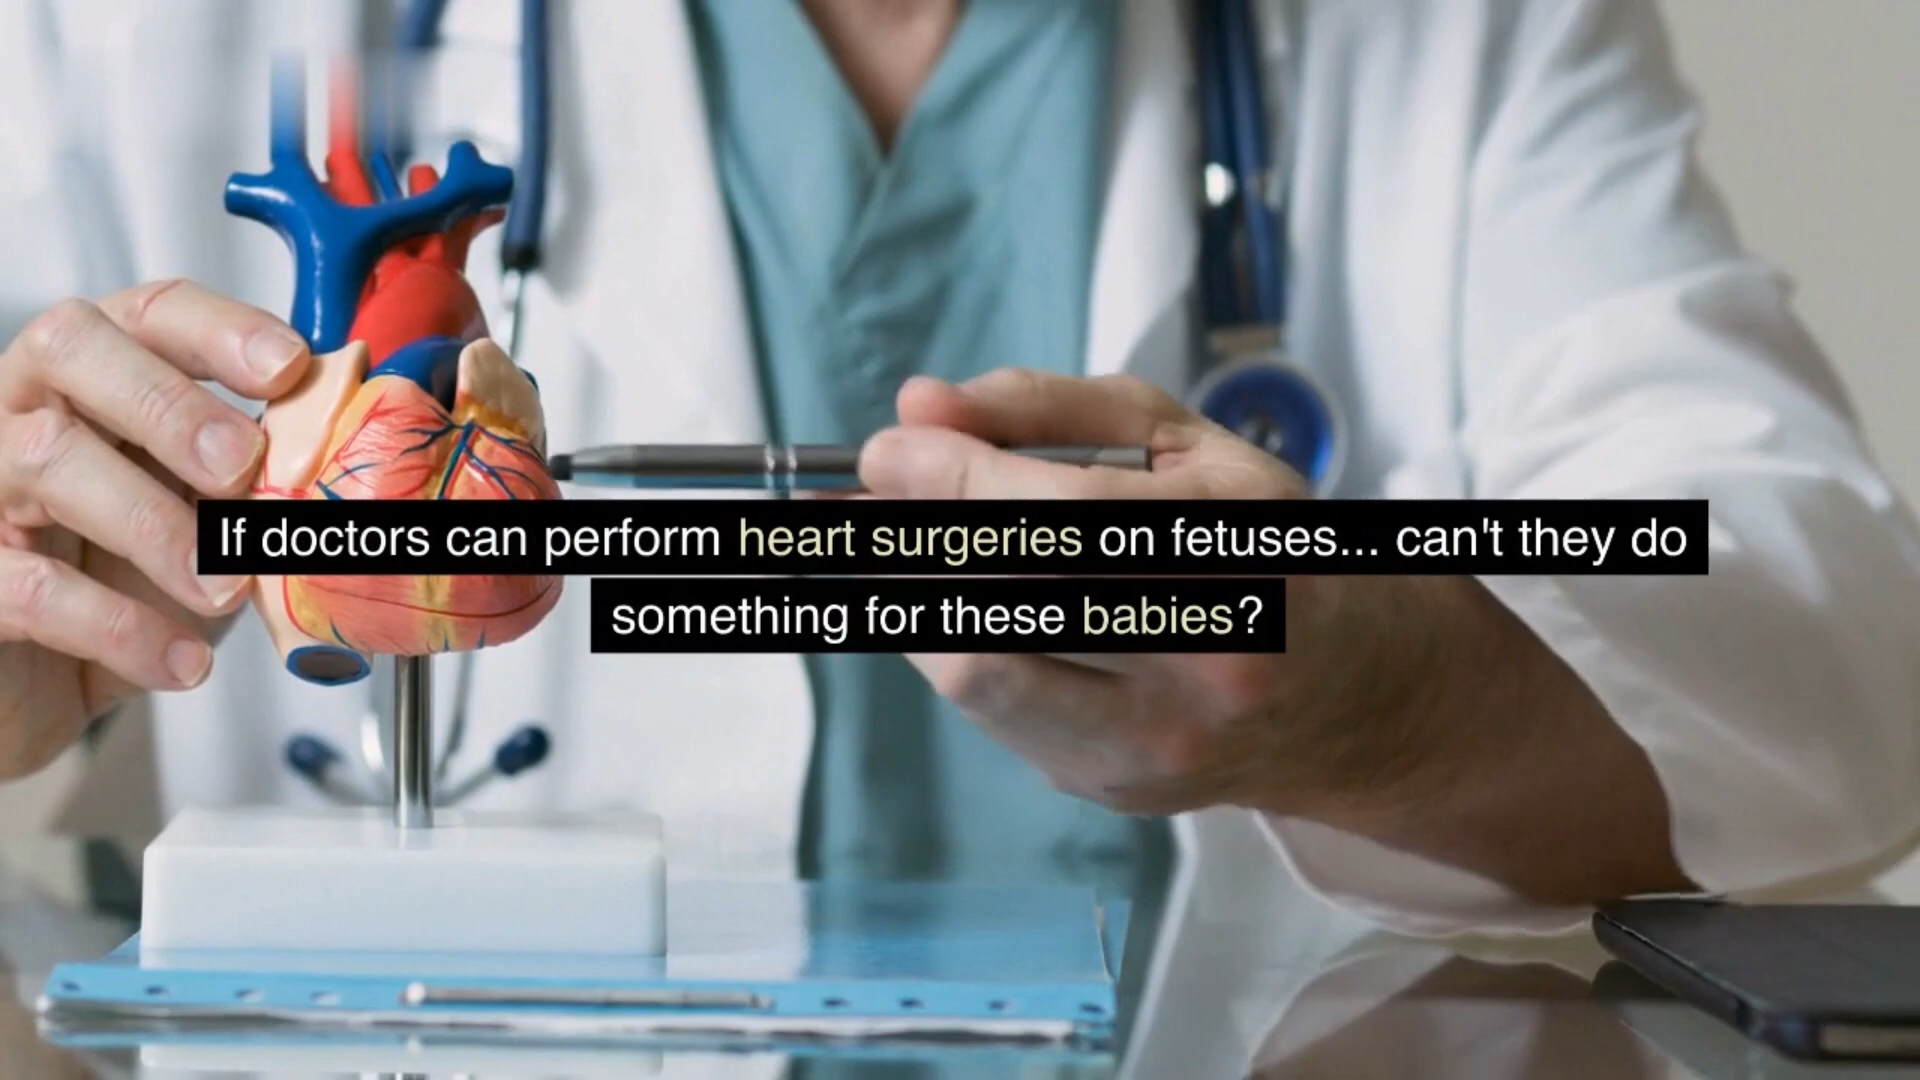 If doctors can perform heart surgeries on fetuses... can't they do
something for these babies?